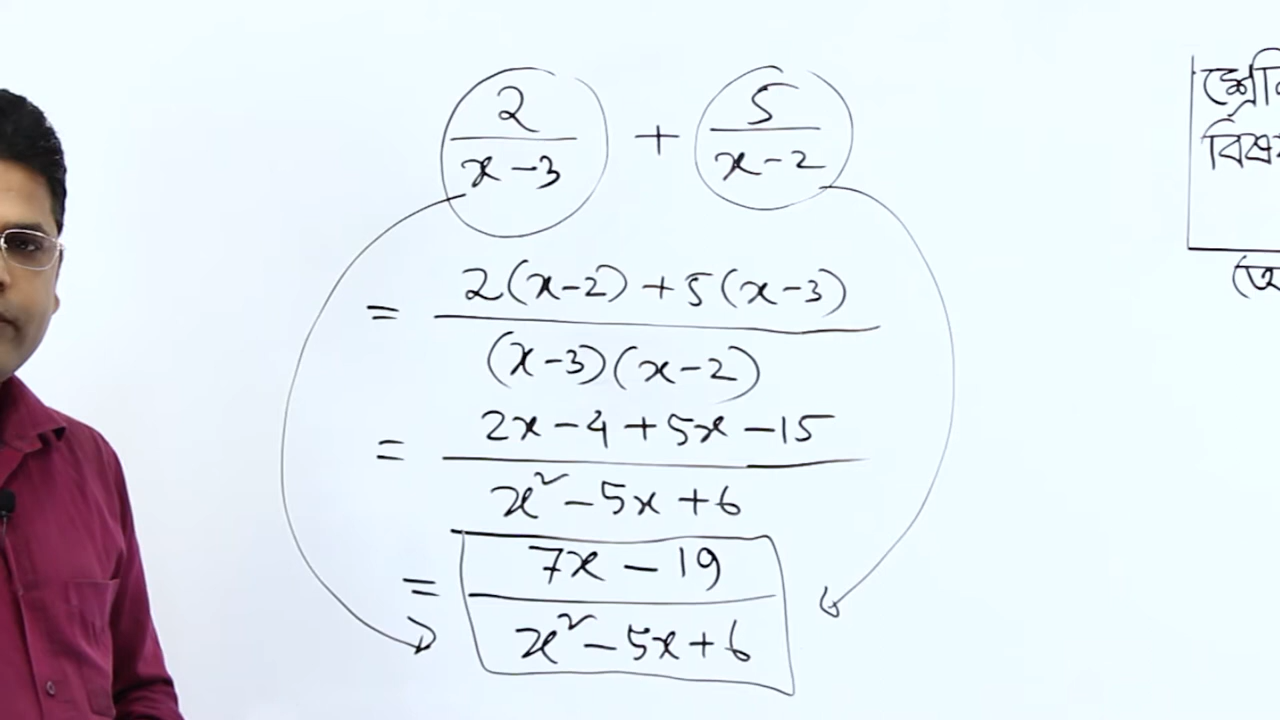 2/(x-3) + 5/(x-2)
= (2(x-2)+5(x-3))/((x-3)(x-2))
= (2x-4+5x-15)/(x²-5x+6)
= (7x-19)/(x²-5x+6)